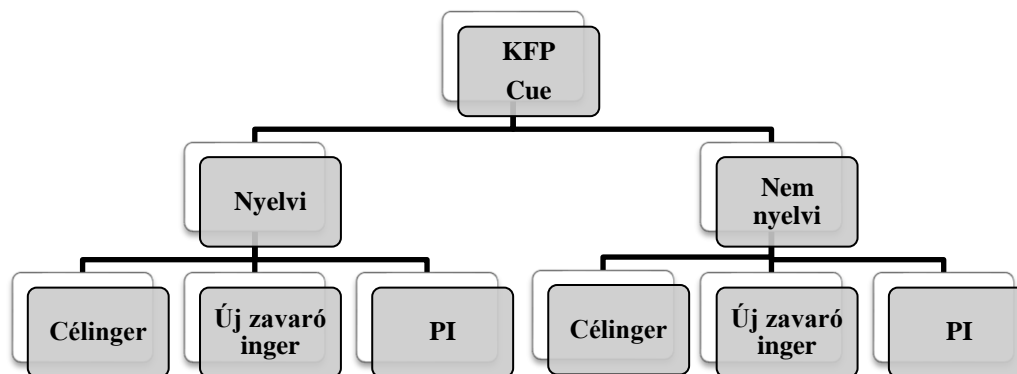 KFP
Cue
Nyelvi
Nem
nyelvi
Célinger
Új zavaró
inger
PI
Célinger
Új zavaró
inger
PI